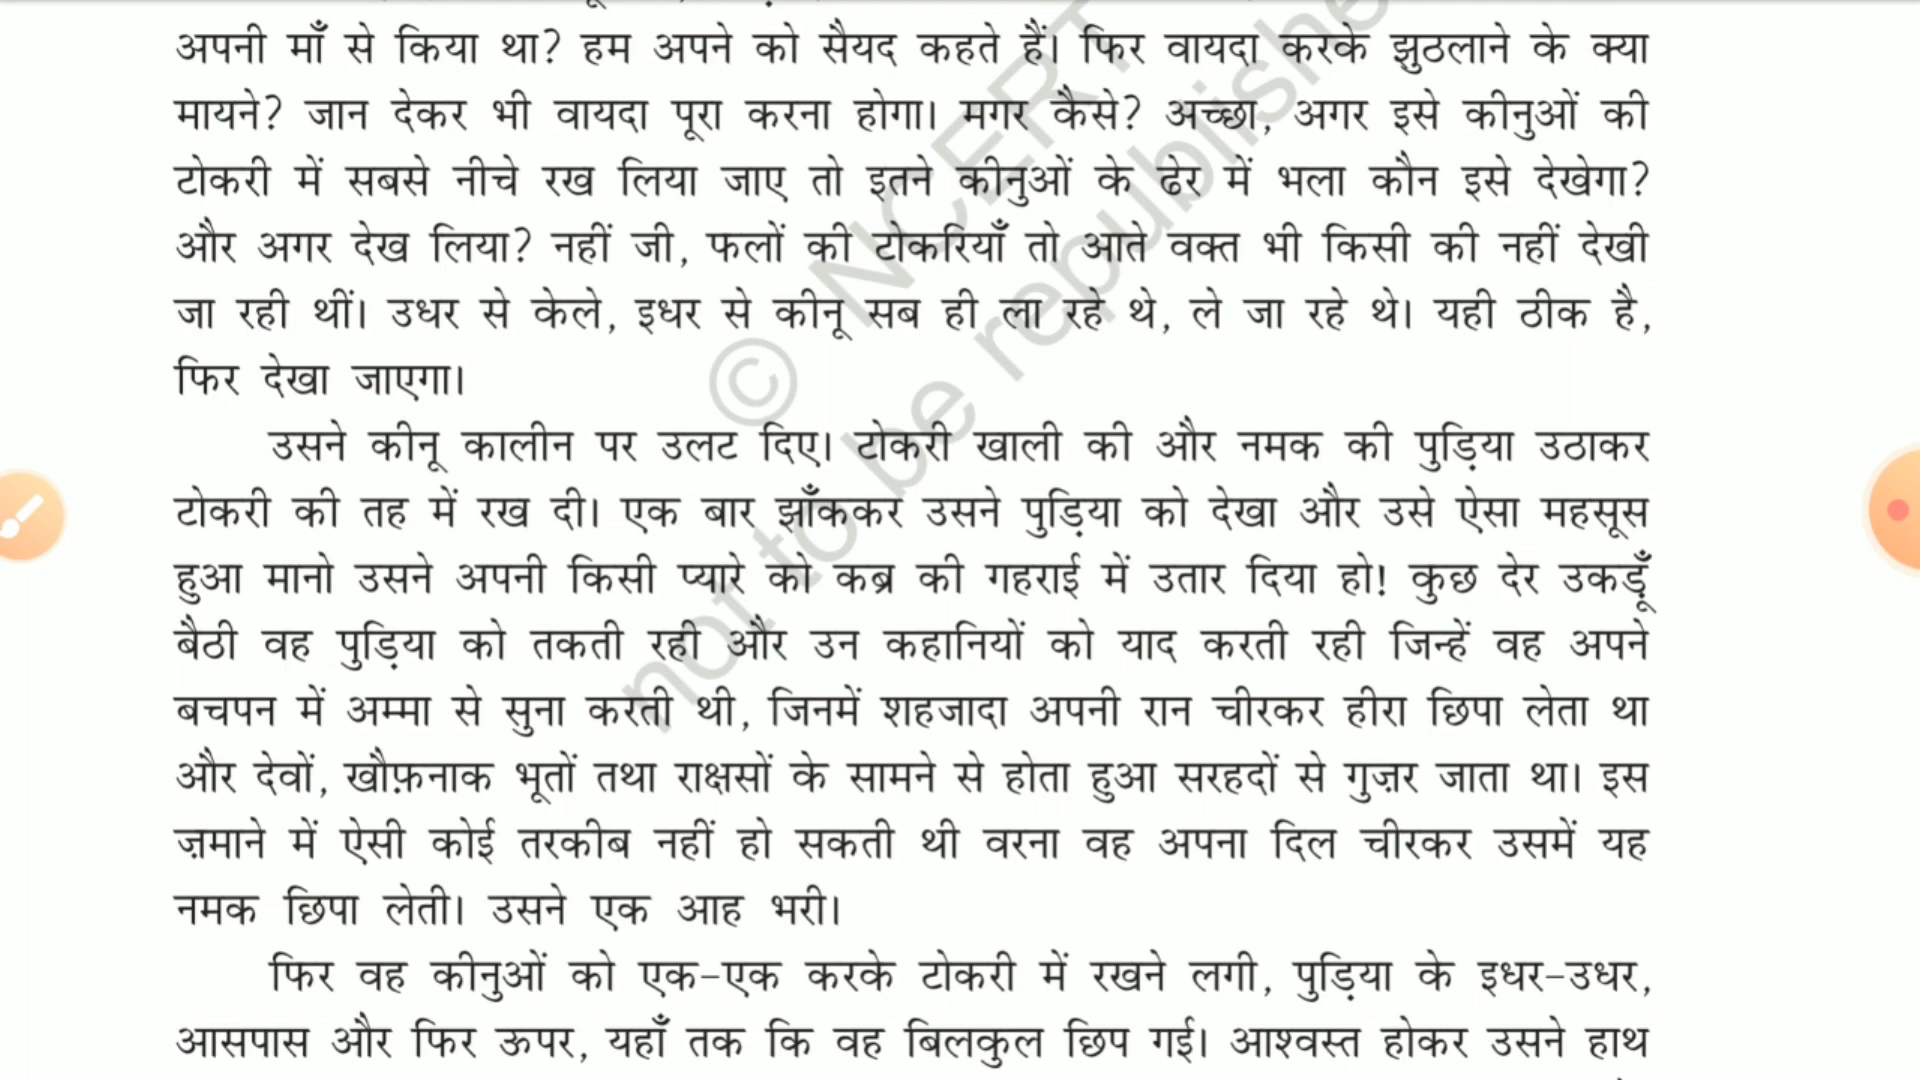 अपनी माँ से किया था? हम अपने को सैयद कहते हैं। फिर वायदा करके झुठलाने के क्या
मायने? जान देकर भी वायदा पूरा करना होगा। मगर कैसे? अच्छा, अगर इसे कीनुओं की
टोकरी में सबसे नीचे रख लिया जाए तो इतने कीनुओं के ढेर में भला कौन इसे देखेगा?
और अगर देख लिया? नहीं जी, फलों की टोकरियाँ तो आते वक्त भी किसी की नहीं देखी
जा रही थीं। उधर से केले, इधर से कीनू सब ही ला रहे थे, ले जा रहे थे। यही ठीक है,
फिर देखा जाएगा।
उसने कीनू कालीन पर उलट दिए। टोकरी खाली की और नमक की पुड़िया उठाकर
टोकरी की तह में रख दी। एक बार झाँककर उसने पुड़िया को देखा और उसे ऐसा महसूस
हुआ मानो उसने अपनी किसी प्यारे को कब्र की गहराई में उतार दिया हो! कुछ देर उकड़ूँ
बैठी वह पुड़िया को तकती रही और उन कहानियों को याद करती रही जिन्हें वह अपने
बचपन में अम्मा से सुना करती थी, जिनमें शहजादा अपनी रान चीरकर हीरा छिपा लेता था
और देवों, खौफ़नाक भूतों तथा राक्षसों के सामने से होता हुआ सरहदों से गुज़र जाता था। इस
ज़माने में ऐसी कोई तरकीब नहीं हो सकती थी वरना वह अपना दिल चीरकर उसमें यह
नमक छिपा लेती। उसने एक आह भरी।
फिर वह कीनुओं को एक-एक करके टोकरी में रखने लगी, पुड़िया के इधर-उधर,
आसपास और फिर ऊपर, यहाँ तक कि वह बिलकुल छिप गई। आश्वस्त होकर उसने हाथ
© NCERT
not to be republishe